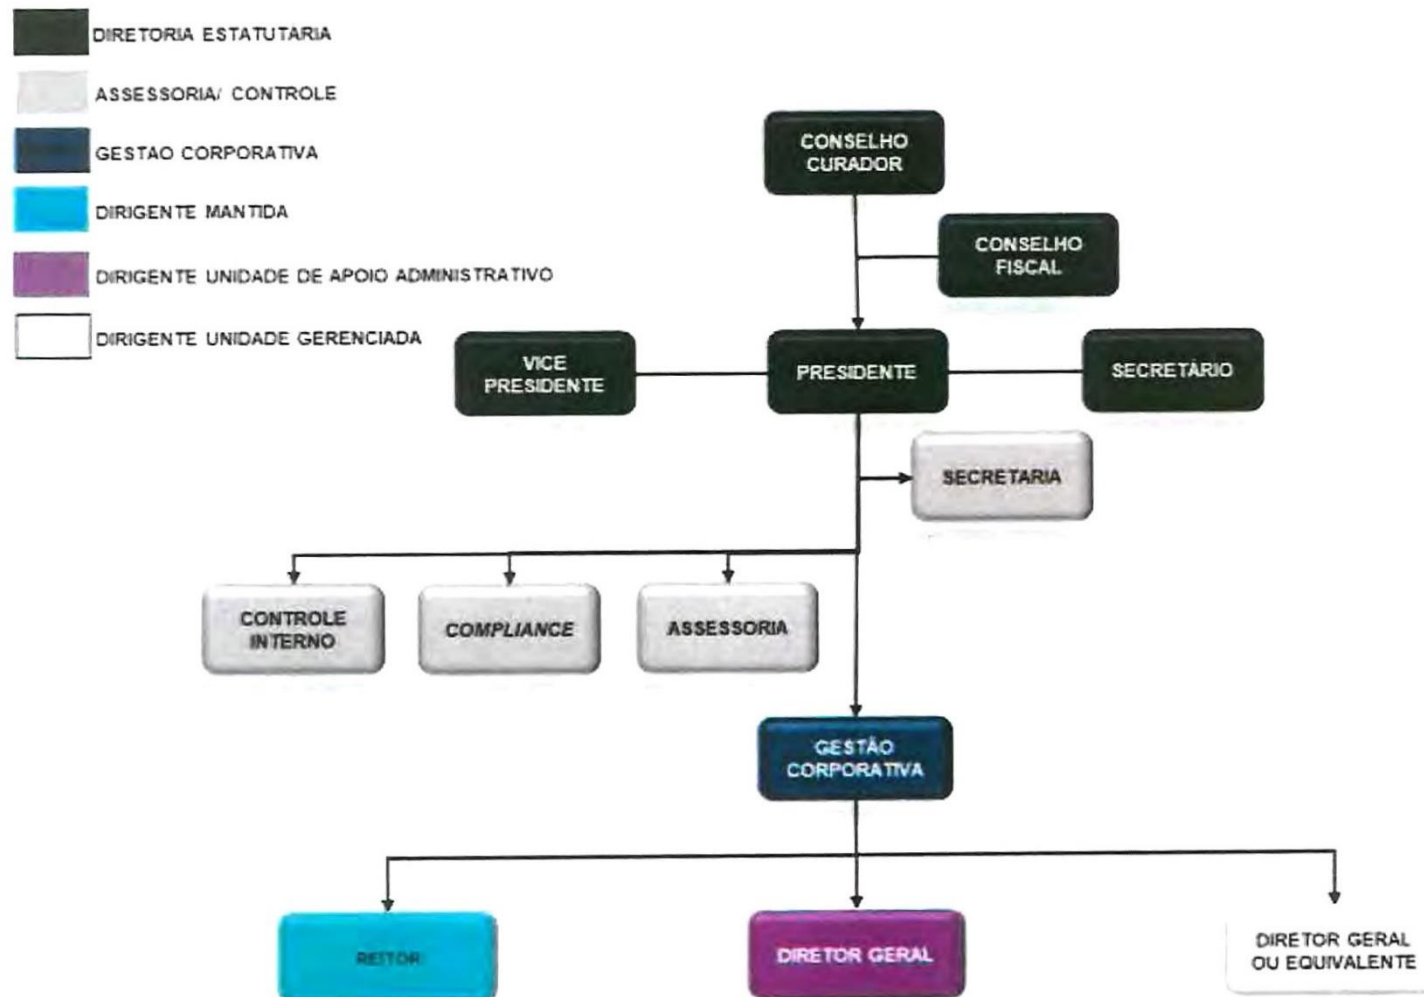 DIRETORIA ESTATUTARIA
ASSESSORIA/ CONTROLE
GESTAO CORPORATIVA
DIRIGENTE MANTIDA
DIRIGENTE UNIDADE DE APOIO ADMINISTRATIVO
DIRIGENTE UNIDADE GERENCIADA
CONSELHO
CURADOR
CONSELHO
FISCAL
VICE
PRESIDENTE
PRESIDENTE
SECRETÁRIO
SECRETARIA
CONTROLE
INTERNO
COMPLIANCE
ASSESSORIA
GESTÃO
CORPORATIVA
REITOR
DIRETOR GERAL
DIRETOR GERAL
OU EQUIVALENTE